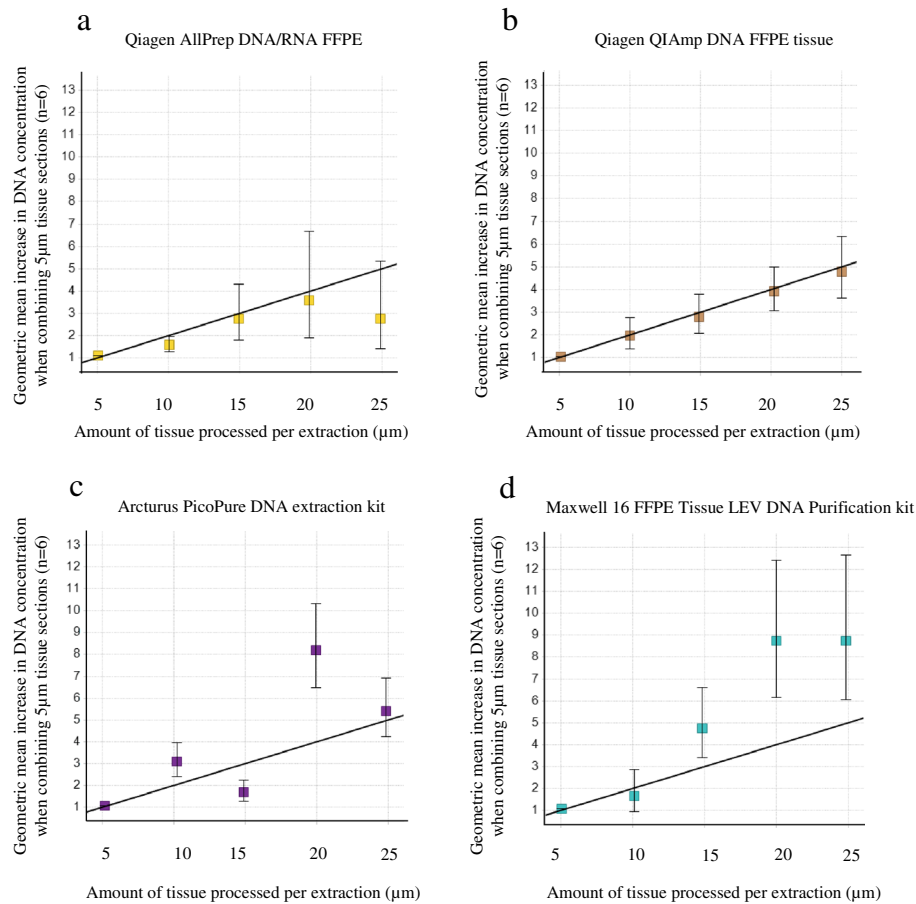 a
Qiagen AllPrep DNA/RNA FFPE
Geometric mean increase in DNA concentration
when combining 5µm tissue sections (n=6)
13
12
11
10
9
8
7
6
5
4
3
2
1
5 10 15 20 25
Amount of tissue processed per extraction (µm)
b
Qiagen QIAmp DNA FFPE tissue
Geometric mean increase in DNA concentration
when combining 5µm tissue sections (n=6)
13
12
11
10
9
8
7
6
5
4
3
2
1
5 10 15 20 25
Amount of tissue processed per extraction (µm)
c
Arcturus PicoPure DNA extraction kit
Geometric mean increase in DNA concentration
when combining 5µm tissue sections (n=6)
13
12
11
10
9
8
7
6
5
4
3
2
1
5 10 15 20 25
Amount of tissue processed per extraction (µm)
d
Maxwell 16 FFPE Tissue LEV DNA Purification kit
Geometric mean increase in DNA concentration
when combining 5µm tissue sections (n=6)
13
12
11
10
9
8
7
6
5
4
3
2
1
5 10 15 20 25
Amount of tissue processed per extraction (µm)